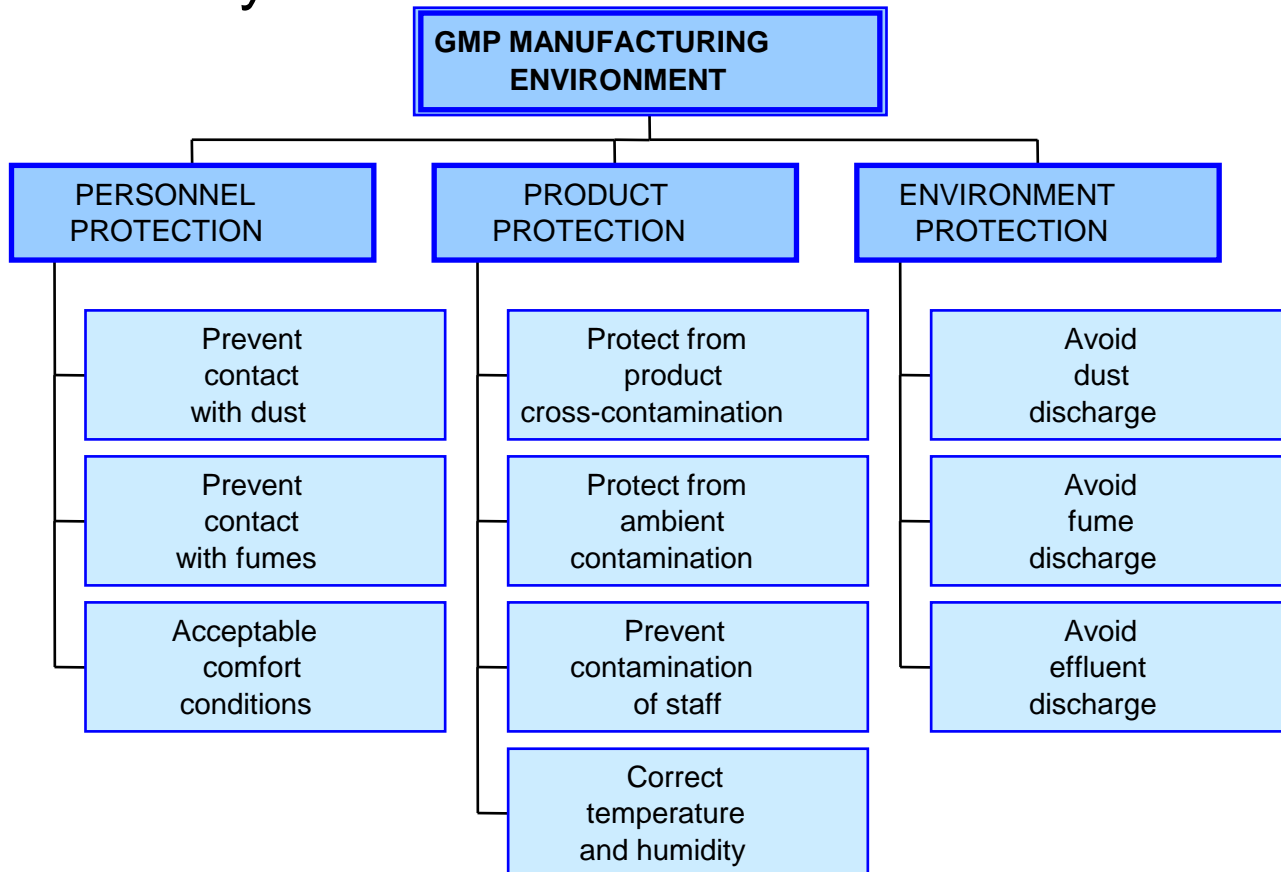 y
GMP MANUFACTURING
ENVIRONMENT
PERSONNEL
PROTECTION
PRODUCT
PROTECTION
ENVIRONMENT
PROTECTION
Prevent
contact
with dust
Prevent
contact
with fumes
Acceptable
comfort
conditions
Protect from
product
cross-contamination
Protect from
ambient
contamination
Prevent
contamination
of staff
Correct
temperature
and humidity
Avoid
dust
discharge
Avoid
fume
discharge
Avoid
effluent
discharge